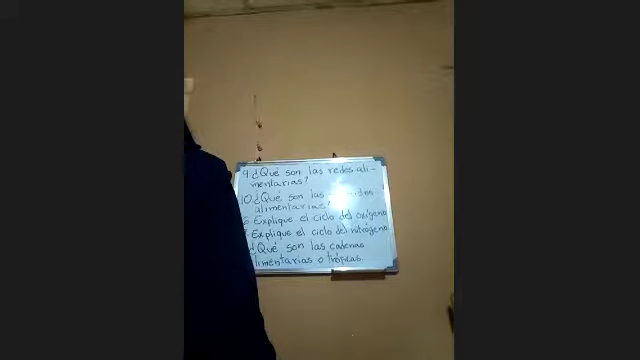 9 ¿Qué son las redes ali-
mentarias?
10 ¿Qué son las
alimentarias?
6 Explique el ciclo del oxígeno
Explique el ciclo del nitrógeno
¿Qué son las cadenas
alimentarias o tróficas.